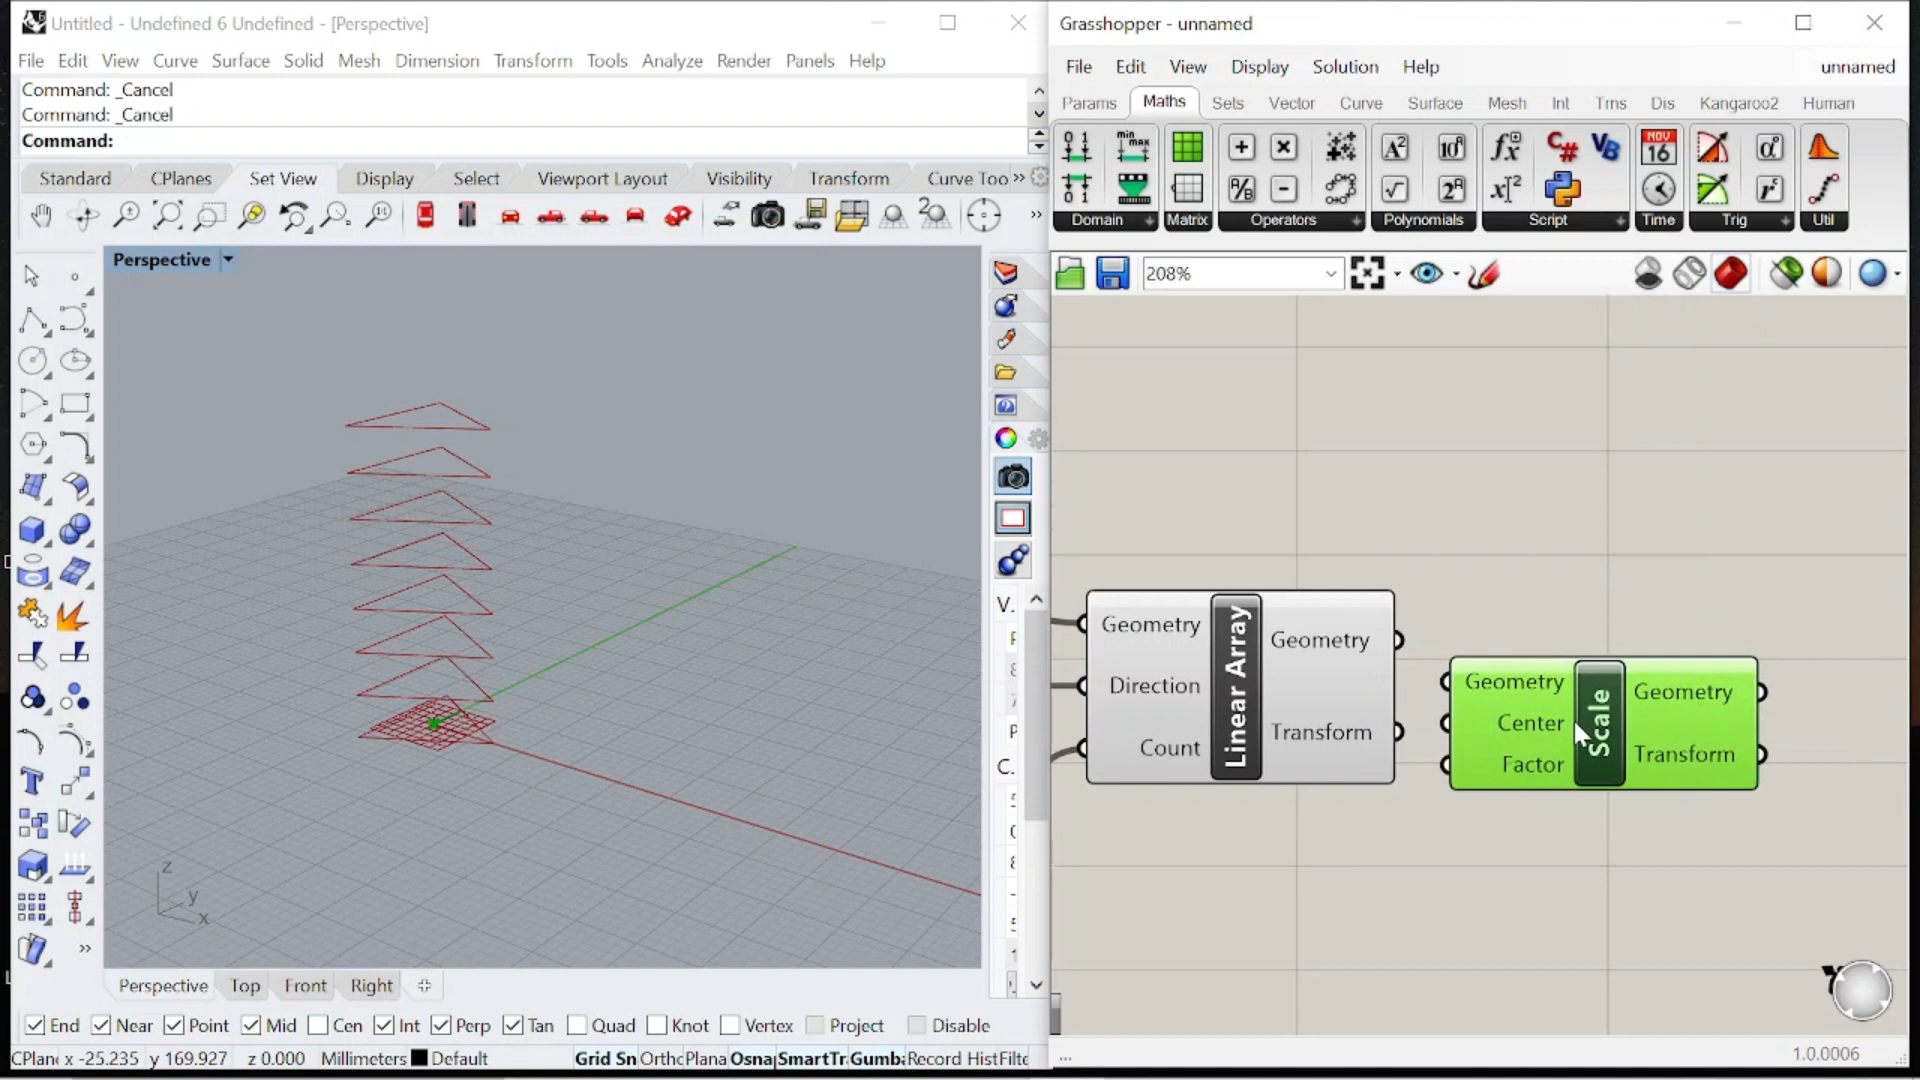 Untitled - Undefined 6 Undefined - [Perspective]
File Edit View Curve Surface Solid Mesh Dimension Transform Tools Analyze Render Panels Help
Command: _Cancel
Command: _Cancel
Command:
Standard CPlanes Set View Display Select Viewport Layout Visibility Transform Curve Too »
Perspective
z
y
x
V.
C.
Perspective Top Front Right
End Near Point Mid Cen Int Perp Tan Quad Knot Vertex Project Disable
CPlan x -25.235 y 169.927 z 0.000 Millimeters Default Grid Sn Ortho Plana Osna SmartTr Gumba Record Hist Filte
Grasshopper - unnamed
File Edit View Display Solution Help unnamed
Params Maths Sets Vector Curve Surface Mesh Int Trns Dis Kangaroo2 Human
Domain Matrix Operators Polynomials Script Time Trig Util
208%
Geometry
Direction
Count
Linear Array
Geometry
Transform
Geometry
Center
Factor
Scale
Geometry
Transform
...
1.0.0006